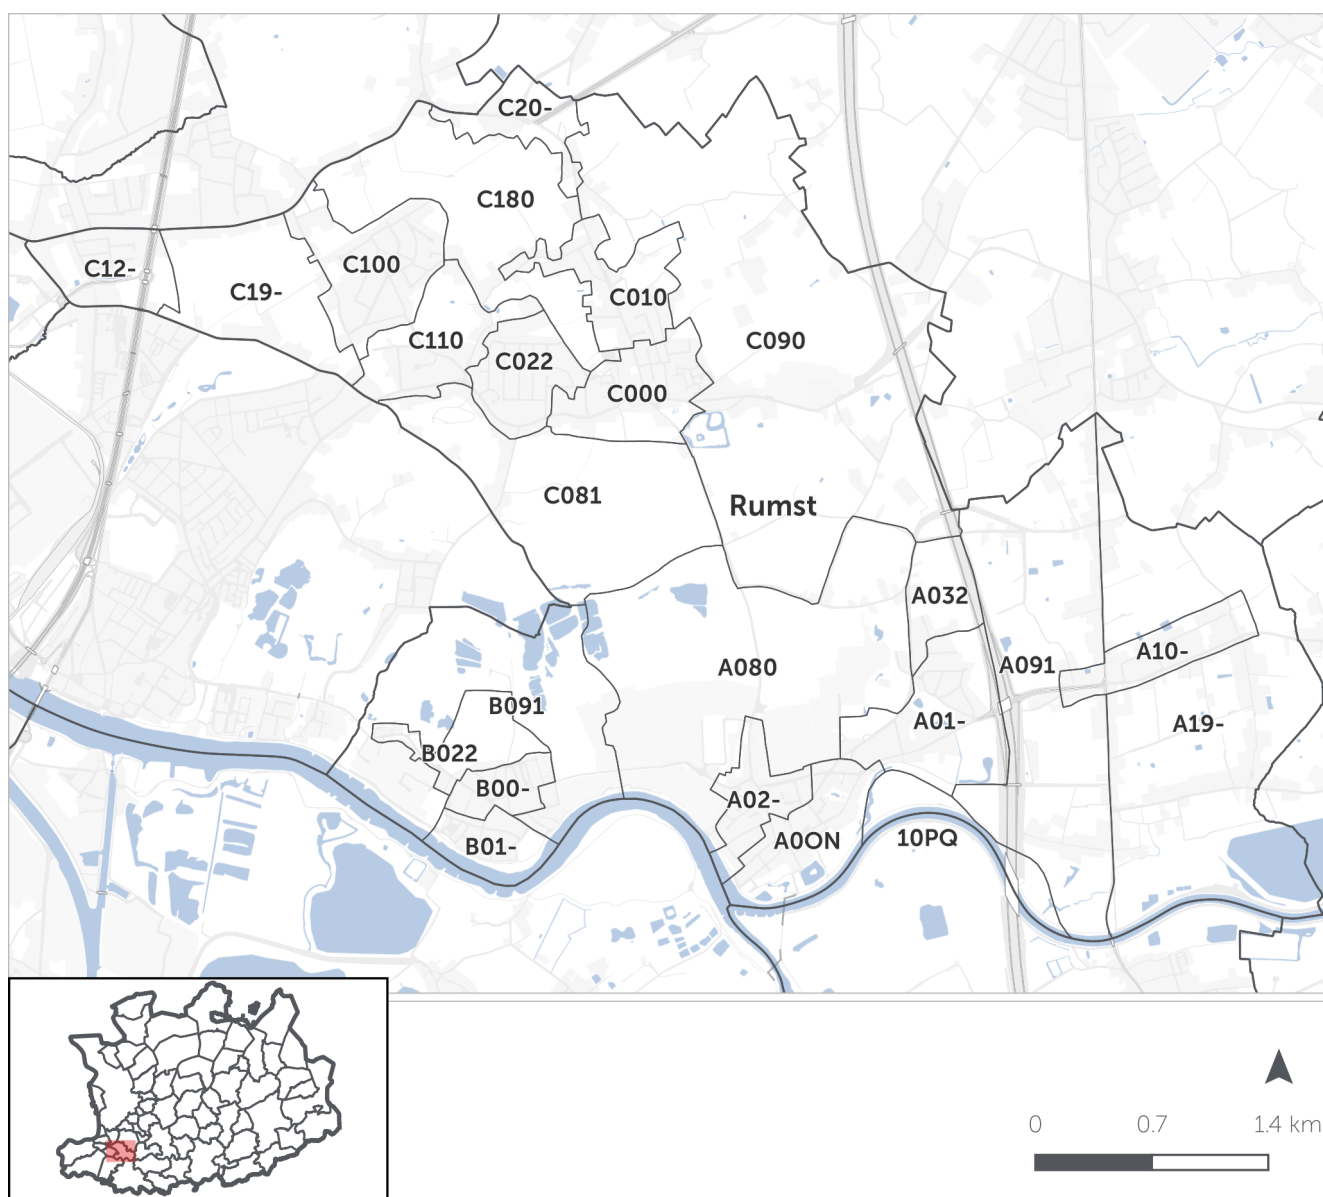 C20-
C180
C12-
C19-
C100
C010
C110
C022
C090
C000
C081
Rumst
A032
A091
A10-
A080
B091
A01-
A19-
B022
B00-
A02-
B01-
A0ON
10PQ
0
0.7
1.4 km